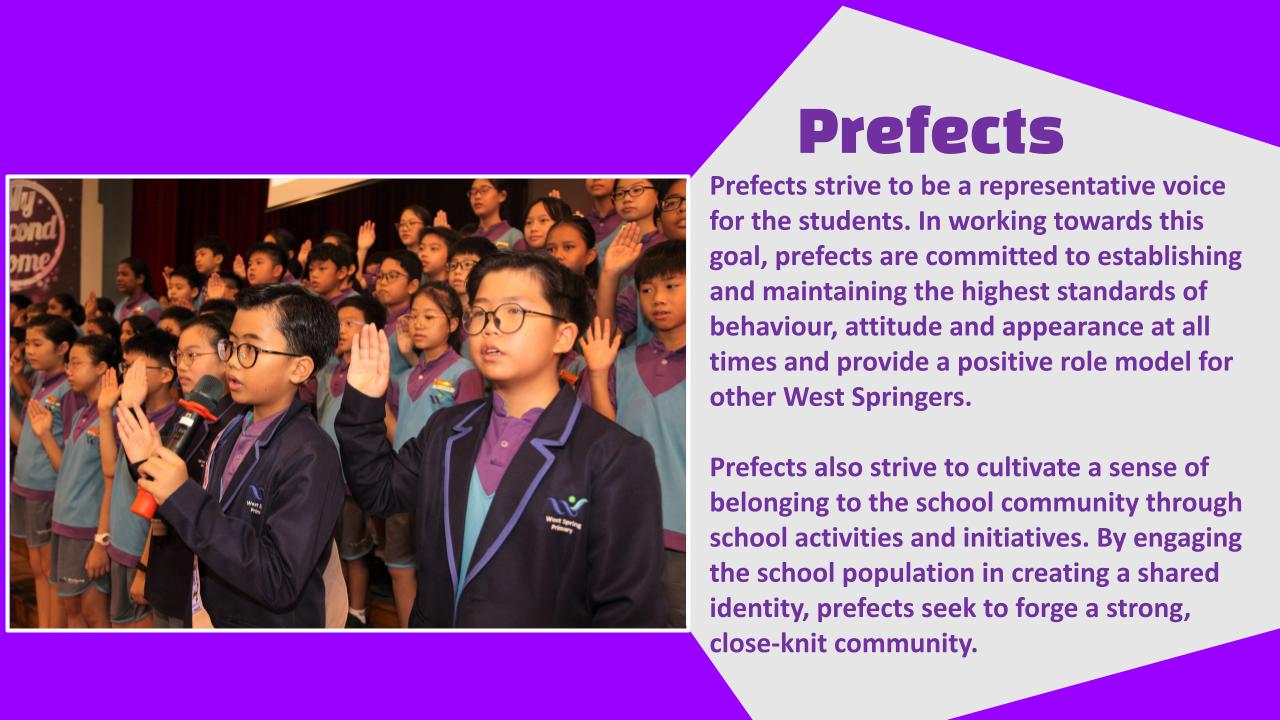 Prefects
Prefects strive to be a representative voice
for the students. In working towards this
goal, prefects are committed to establishing
and maintaining the highest standards of
behaviour, attitude and appearance at all
times and provide a positive role model for
other West Springers.
Prefects also strive to cultivate a sense of
belonging to the school community through
school activities and initiatives. By engaging
the school population in creating a shared
identity, prefects seek to forge a strong,
close-knit community.
West Spring
Primary